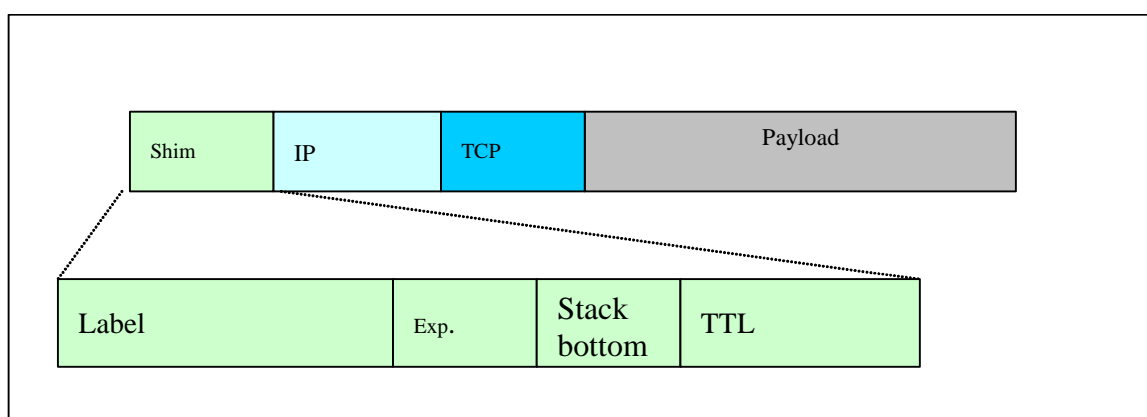 Shim
IP
TCP
Payload
Label
Exp.
Stack
bottom
TTL